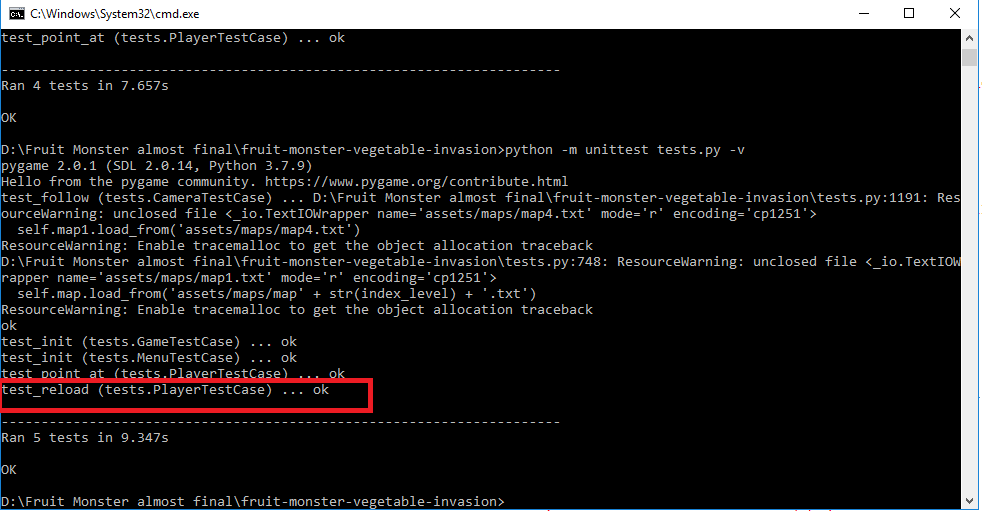 C:\Windows\System32\cmd.exe
test_point_at (tests.PlayerTestCase) ... ok
----------------------------------------------------------------------
Ran 4 tests in 7.657s
OK
D:\Fruit Monster almost final\fruit-monster-vegetable-invasion>python -m unittest tests.py -v
pygame 2.0.1 (SDL 2.0.14, Python 3.7.9)
Hello from the pygame community. https://www.pygame.org/contribute.html
test_follow (tests.CameraTestCase) ... D:\Fruit Monster almost final\fruit-monster-vegetable-invasion\tests.py:1191: Res
ourceWarning: unclosed file <_io.TextIOWrapper name='assets/maps/map4.txt' mode='r' encoding='cp1251'>
  self.map1.load_from('assets/maps/map4.txt')
ResourceWarning: Enable tracemalloc to get the object allocation traceback
D:\Fruit Monster almost final\fruit-monster-vegetable-invasion\tests.py:748: ResourceWarning: unclosed file <_io.TextIOW
rapper name='assets/maps/map1.txt' mode='r' encoding='cp1251'>
  self.map.load_from('assets/maps/map' + str(index_level) + '.txt')
ResourceWarning: Enable tracemalloc to get the object allocation traceback
ok
test_init (tests.GameTestCase) ... ok
test_init (tests.MenuTestCase) ... ok
test_point_at (tests.PlayerTestCase) ... ok
test_reload (tests.PlayerTestCase) ... ok
----------------------------------------------------------------------
Ran 5 tests in 9.347s
OK
D:\Fruit Monster almost final\fruit-monster-vegetable-invasion>